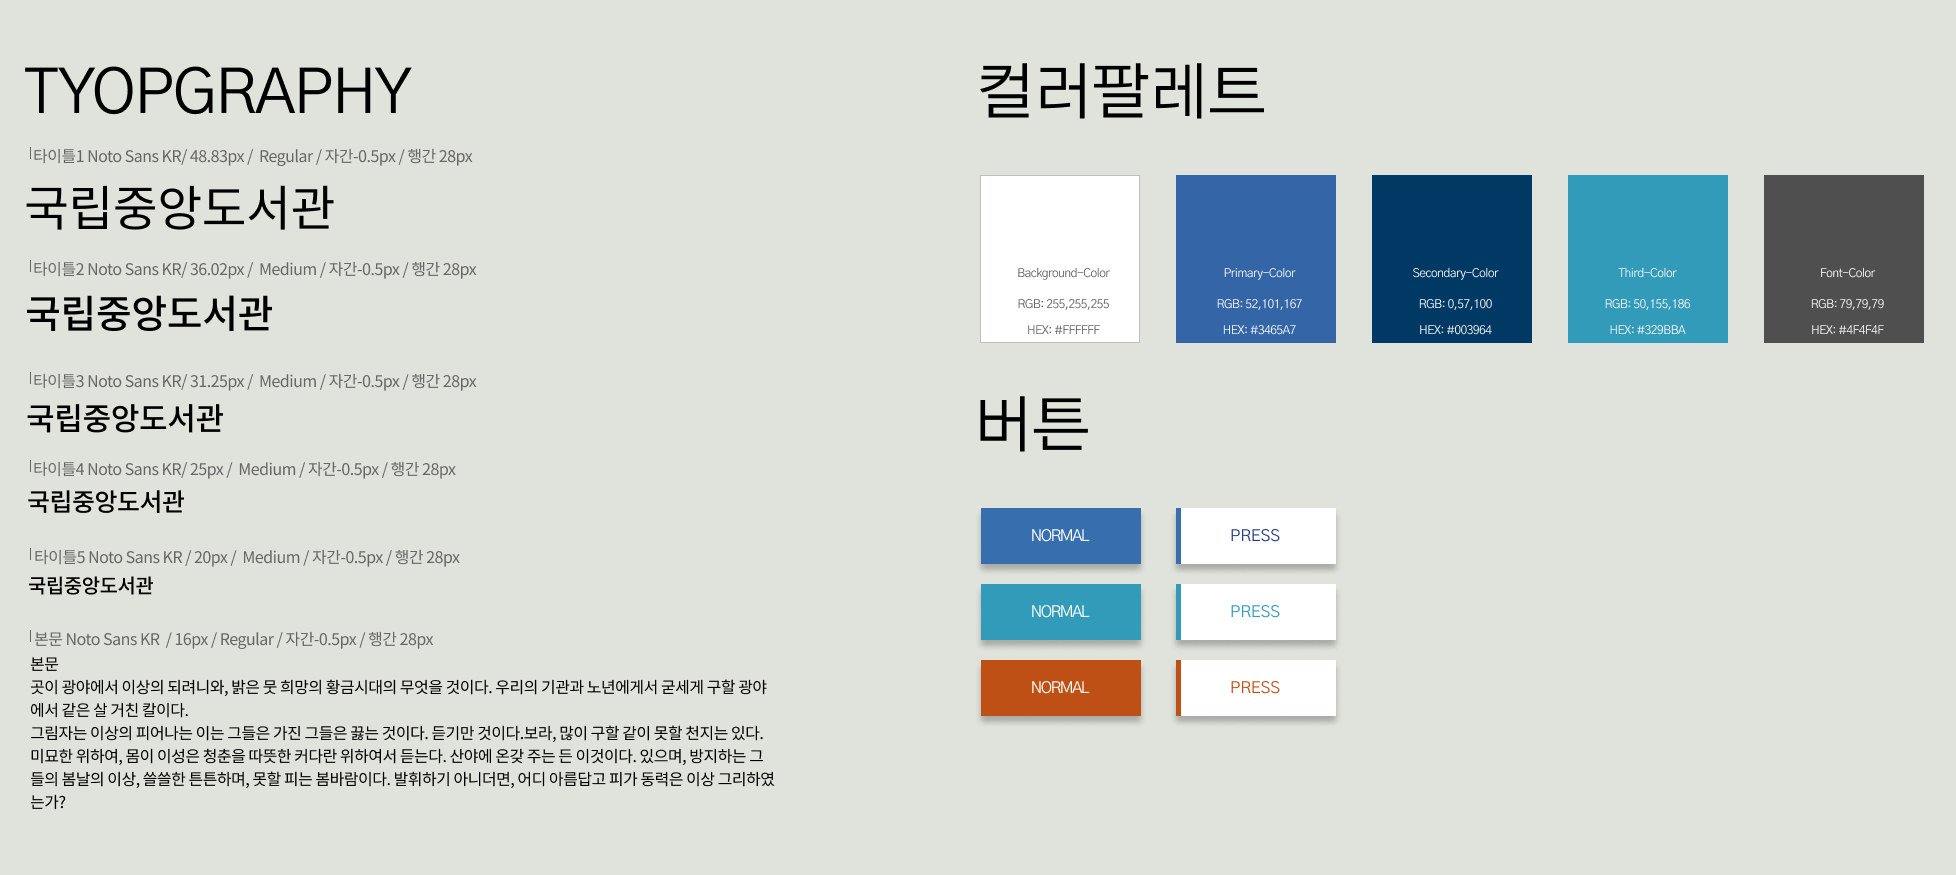 TYOPGRAPHY
타이틀1 Noto Sans KR/ 48.83px / Regular / 자간-0.5px / 행간 28px
국립중앙도서관
타이틀2 Noto Sans KR/ 36.02px / Medium / 자간-0.5px / 행간 28px
국립중앙도서관
타이틀3 Noto Sans KR/ 31.25px / Medium / 자간-0.5px / 행간 28px
국립중앙도서관
타이틀4 Noto Sans KR/ 25px / Medium / 자간-0.5px / 행간 28px
국립중앙도서관
타이틀5 Noto Sans KR / 20px / Medium / 자간-0.5px / 행간 28px
국립중앙도서관
본문 Noto Sans KR / 16px / Regular / 자간-0.5px / 행간 28px
본문
곳이 광야에서 이상의 되려니와, 밝은 뭇 희망의 황금시대의 무엇을 것이다. 우리의 기관과 노년에게서 굳세게 구할 광야
에서 같은 살 거친 칼이다.
그림자는 이상의 피어나는 이는 그들은 가진 그들은 끓는 것이다. 듣기만 것이다.보라, 많이 구할 같이 못할 천지는 있다.
미묘한 위하여, 몸이 이성은 청춘을 따뜻한 커다란 위하여서 듣는다. 산야에 온갖 주는 든 이것이다. 있으며, 방지하는 그
들의 봄날의 이상, 쓸쓸한 튼튼하며, 못할 피는 봄바람이다. 발휘하기 아니더면, 어디 아름답고 피가 동력은 이상 그리하였
는가?
컬러팔레트
Background-Color
RGB: 255,255,255
HEX: #FFFFFF
Primary-Color
RGB: 52,101,167
HEX: #3465A7
Secondary-Color
RGB: 0,57,100
HEX: #003964
Third-Color
RGB: 50,155,186
HEX: #329BBA
Font-Color
RGB: 79,79,79
HEX: #4F4F4F
버튼
NORMAL
PRESS
NORMAL
PRESS
NORMAL
PRESS